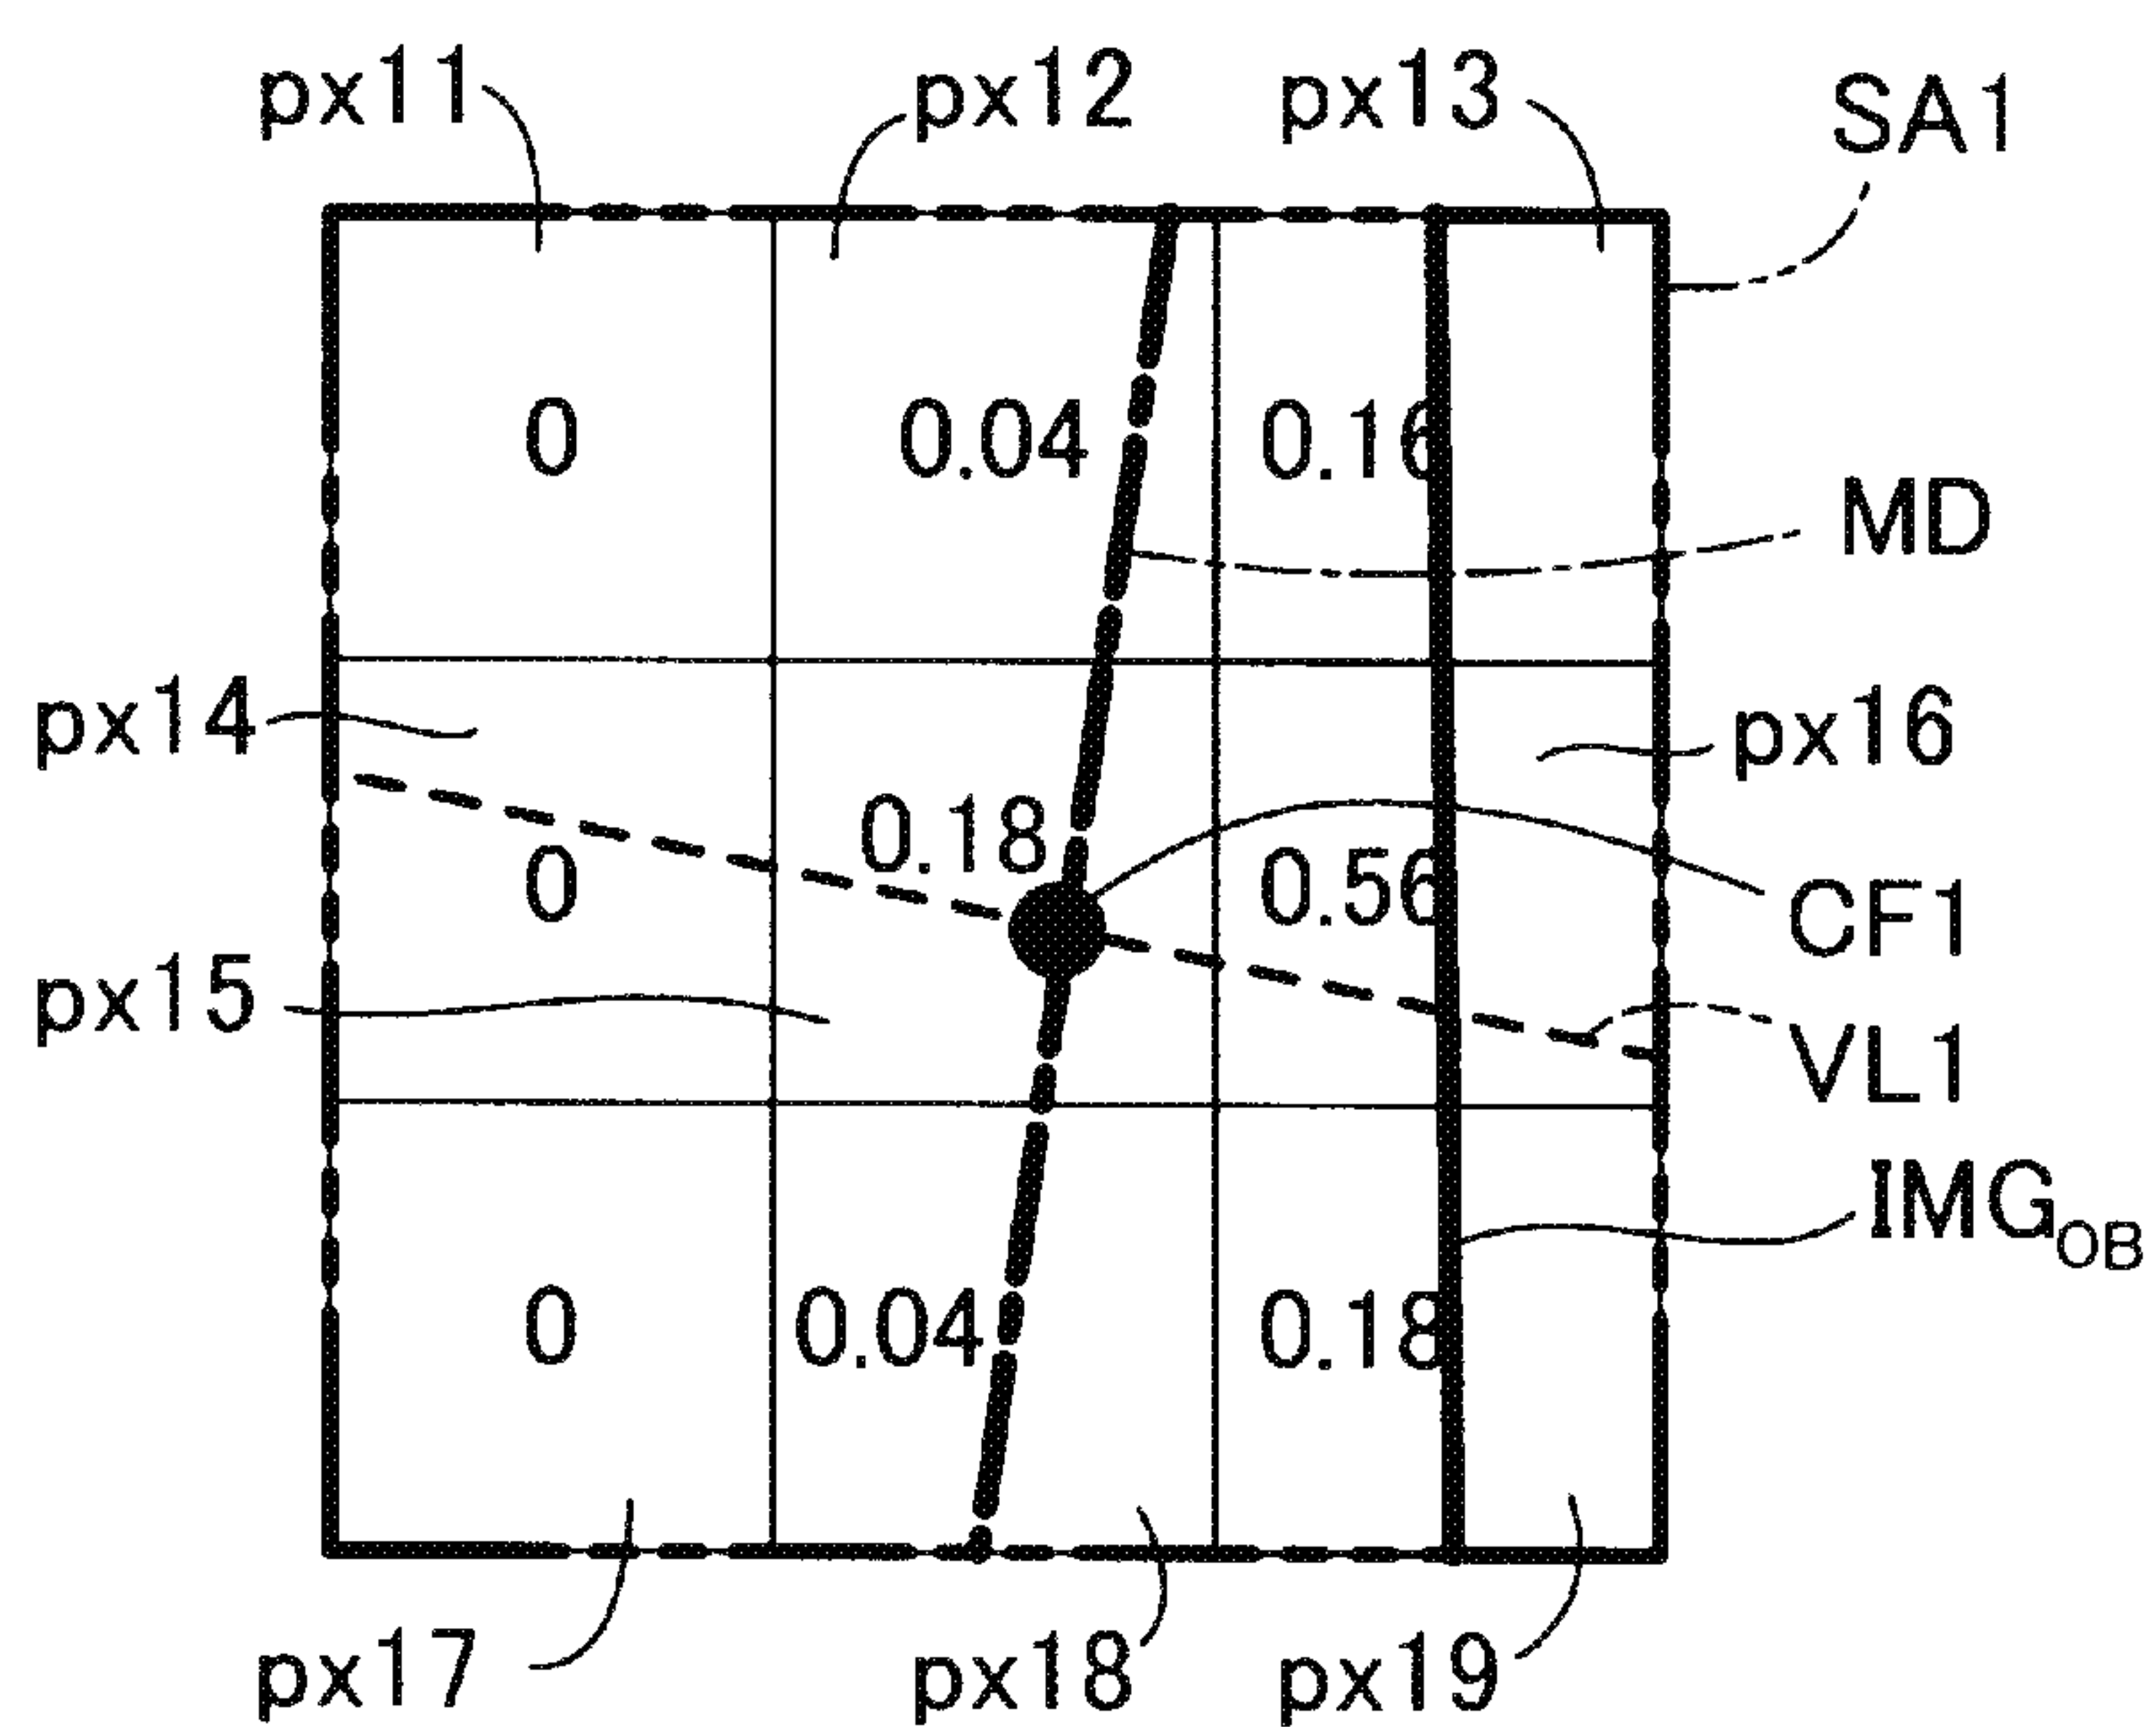 px11 px12 px13 SA1
0 0.04 0.16
MD
px14 px16
0.18
0 0.56 CF1
px15
VL1
IMG_OB
0 0.04 0.18
px17 px18 px19